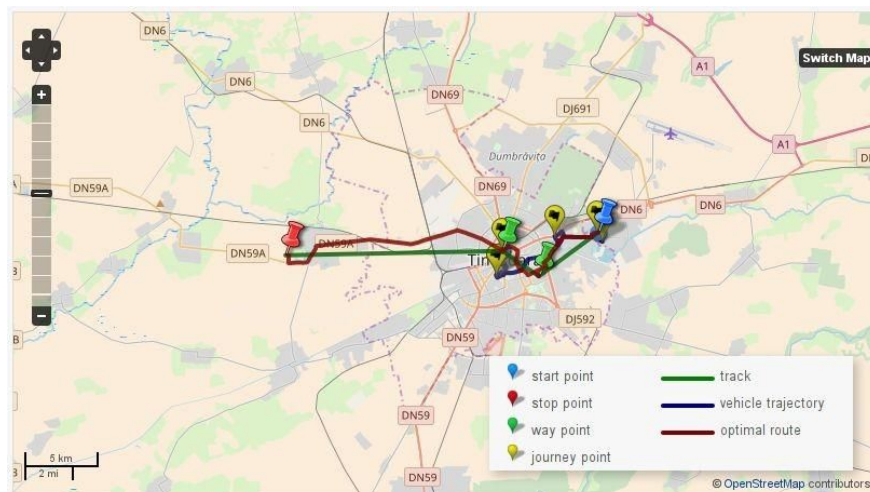 DN6
DN6
DN69
A1
Switch Map
DN6
DJ691
Dumbrăvița
A1
DN59A
DN69
DN6
DN6
DN59A
DN59A
DJ592
DN59
DN59
DN59
start point
track
stop point
vehicle trajectory
way point
optimal route
journey point
5 km
2 mi
© OpenStreetMap contributors